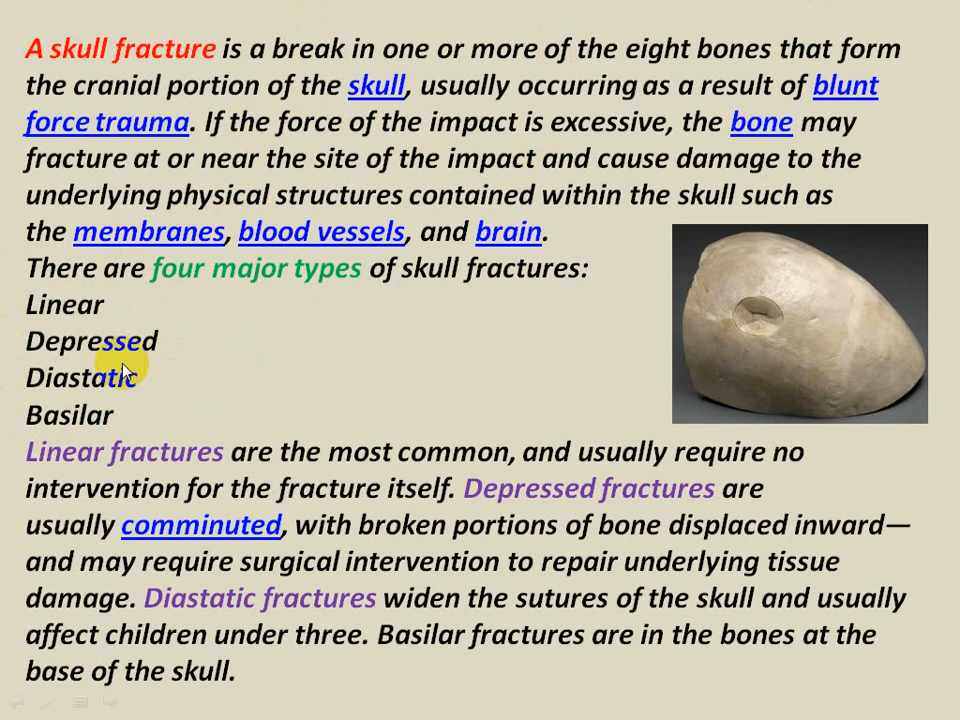 A skull fracture is a break in one or more of the eight bones that form
the cranial portion of the skull, usually occurring as a result of blunt
force trauma. If the force of the impact is excessive, the bone may
fracture at or near the site of the impact and cause damage to the
underlying physical structures contained within the skull such as
the membranes, blood vessels, and brain.
There are four major types of skull fractures:
Linear
Depressed
Diastatic
Basilar
Linear fractures are the most common, and usually require no
intervention for the fracture itself. Depressed fractures are
usually comminuted, with broken portions of bone displaced inward—
and may require surgical intervention to repair underlying tissue
damage. Diastatic fractures widen the sutures of the skull and usually
affect children under three. Basilar fractures are in the bones at the
base of the skull.